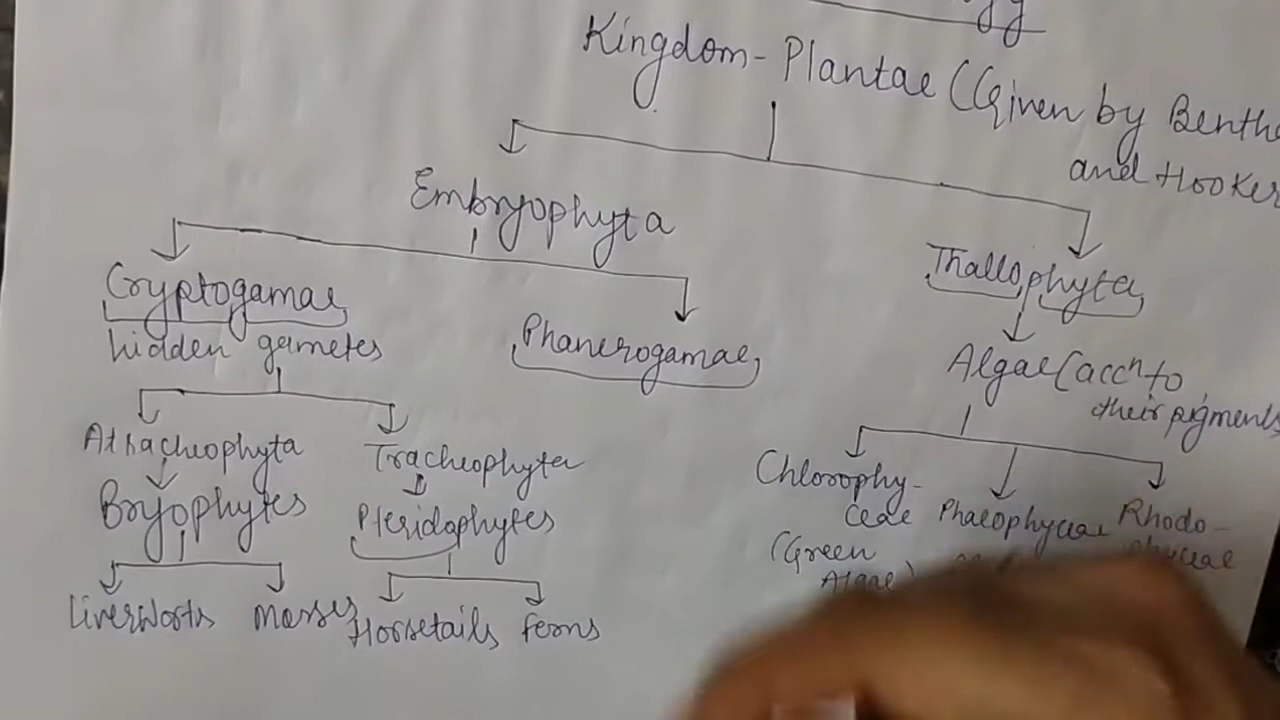 Kingdom - Plantae (Given by Benth
and Hooker
Embryophyta
Thallophyta
Cryptogamae
hidden gametes
Phanerogamae
Algae (accn to
their pigments
Atracheophyta
Tracheophyta
Chlorophy-
ceae
Phaeophyceae
Rhodo-
phyceae
Bryophytes
Pteridophytes
(Green
Algae)
Liverworts
Mosses
Horsetails
Ferns